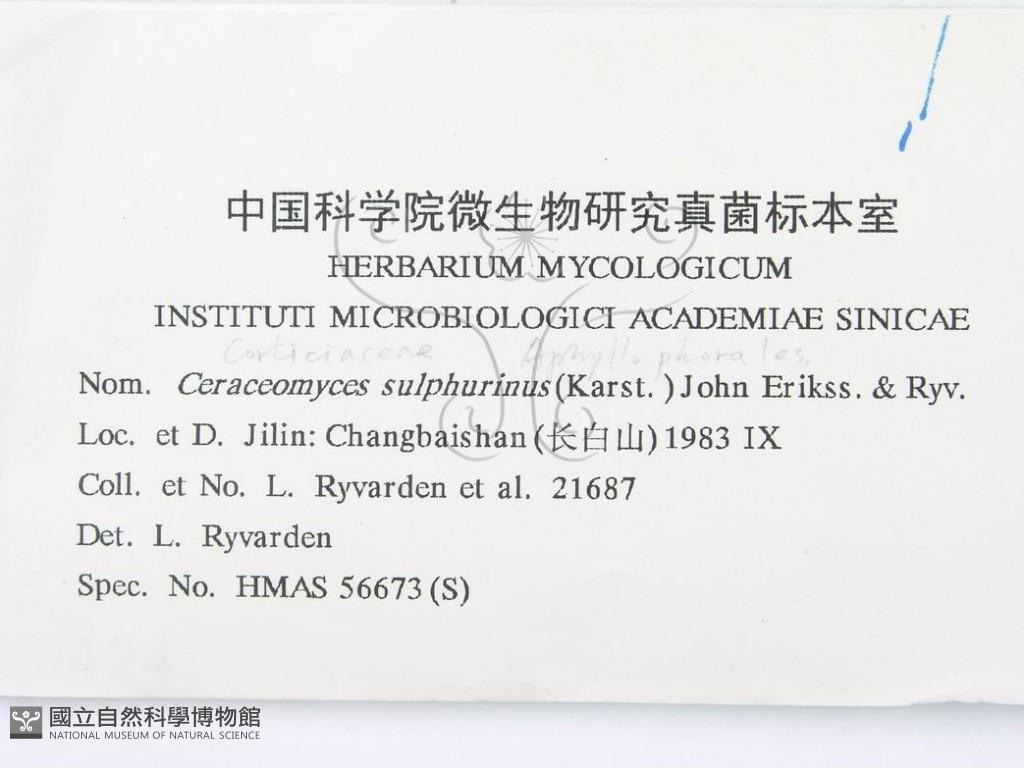 中国科学院微生物研究真菌标本室
HERBARIUM MYCOLOGICUM
INSTITUTI MICROBIOLOGICI ACADEMIAE SINICAE
Corticiaceae Aphyllophorales.
Nom. Ceraceomyces sulphurinus (Karst.) John Erikss. & Ryv.
Loc. et D. Jilin: Changbaishan (长白山) 1983 IX
Coll. et No. L. Ryvarden et al. 21687
Det. L. Ryvarden
Spec. No. HMAS 56673 (S)
0424
國立自然科學博物館
NATIONAL MUSEUM OF NATURAL SCIENCE